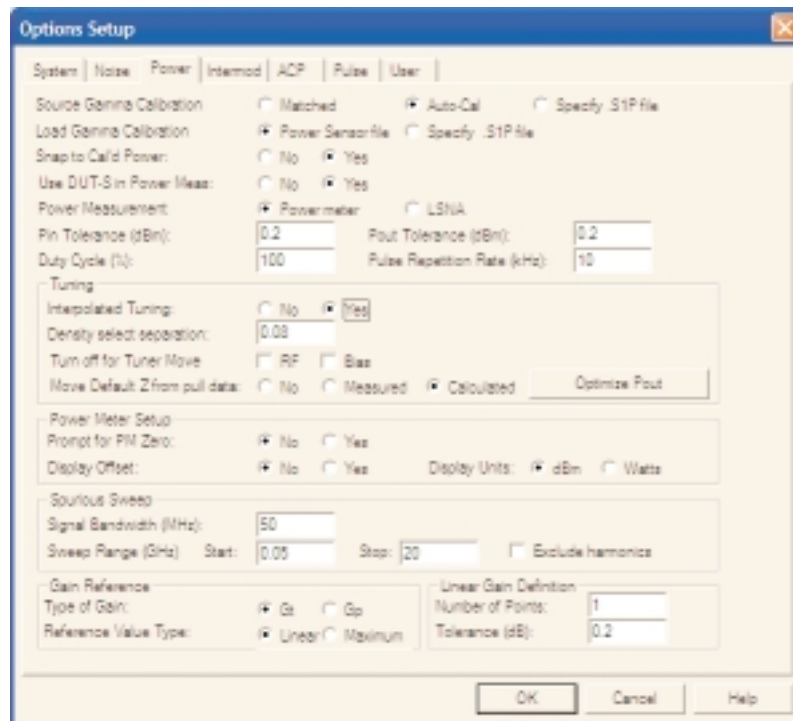 Options Setup
System Noise Power Intermod ACP Pulse User
Source Gamma Calibration Matched Auto-Cal Specify .S1P file
Load Gamma Calibration Power Sensor file Specify .S1P file
Snap to Cal'd Power: No Yes
Use DUT-S in Power Meas: No Yes
Power Measurement Power meter LSNA
Pin Tolerance (dBm): 0.2 Pout Tolerance (dBm): 0.2
Duty Cycle (%): 100 Pulse Repetition Rate (kHz): 10
Tuning
Interpolated Tuning: No Yes
Density select separation: 0.08
Turn off for Tuner Move RF Bias
Move Default Z from pull data: No Measured Calculated Optimize Pout
Power Meter Setup
Prompt for PM Zero: No Yes
Display Offset: No Yes Display Units: dBm Watts
Spurious Sweep
Signal Bandwidth (MHz): 50
Sweep Range (GHz) Start: 0.05 Stop: 20 Exclude harmonics
Gain Reference Linear Gain Definition
Type of Gain: Gt Gp Number of Points: 1
Reference Value Type: Linear Maximum Tolerance (dB): 0.2
OK Cancel Help